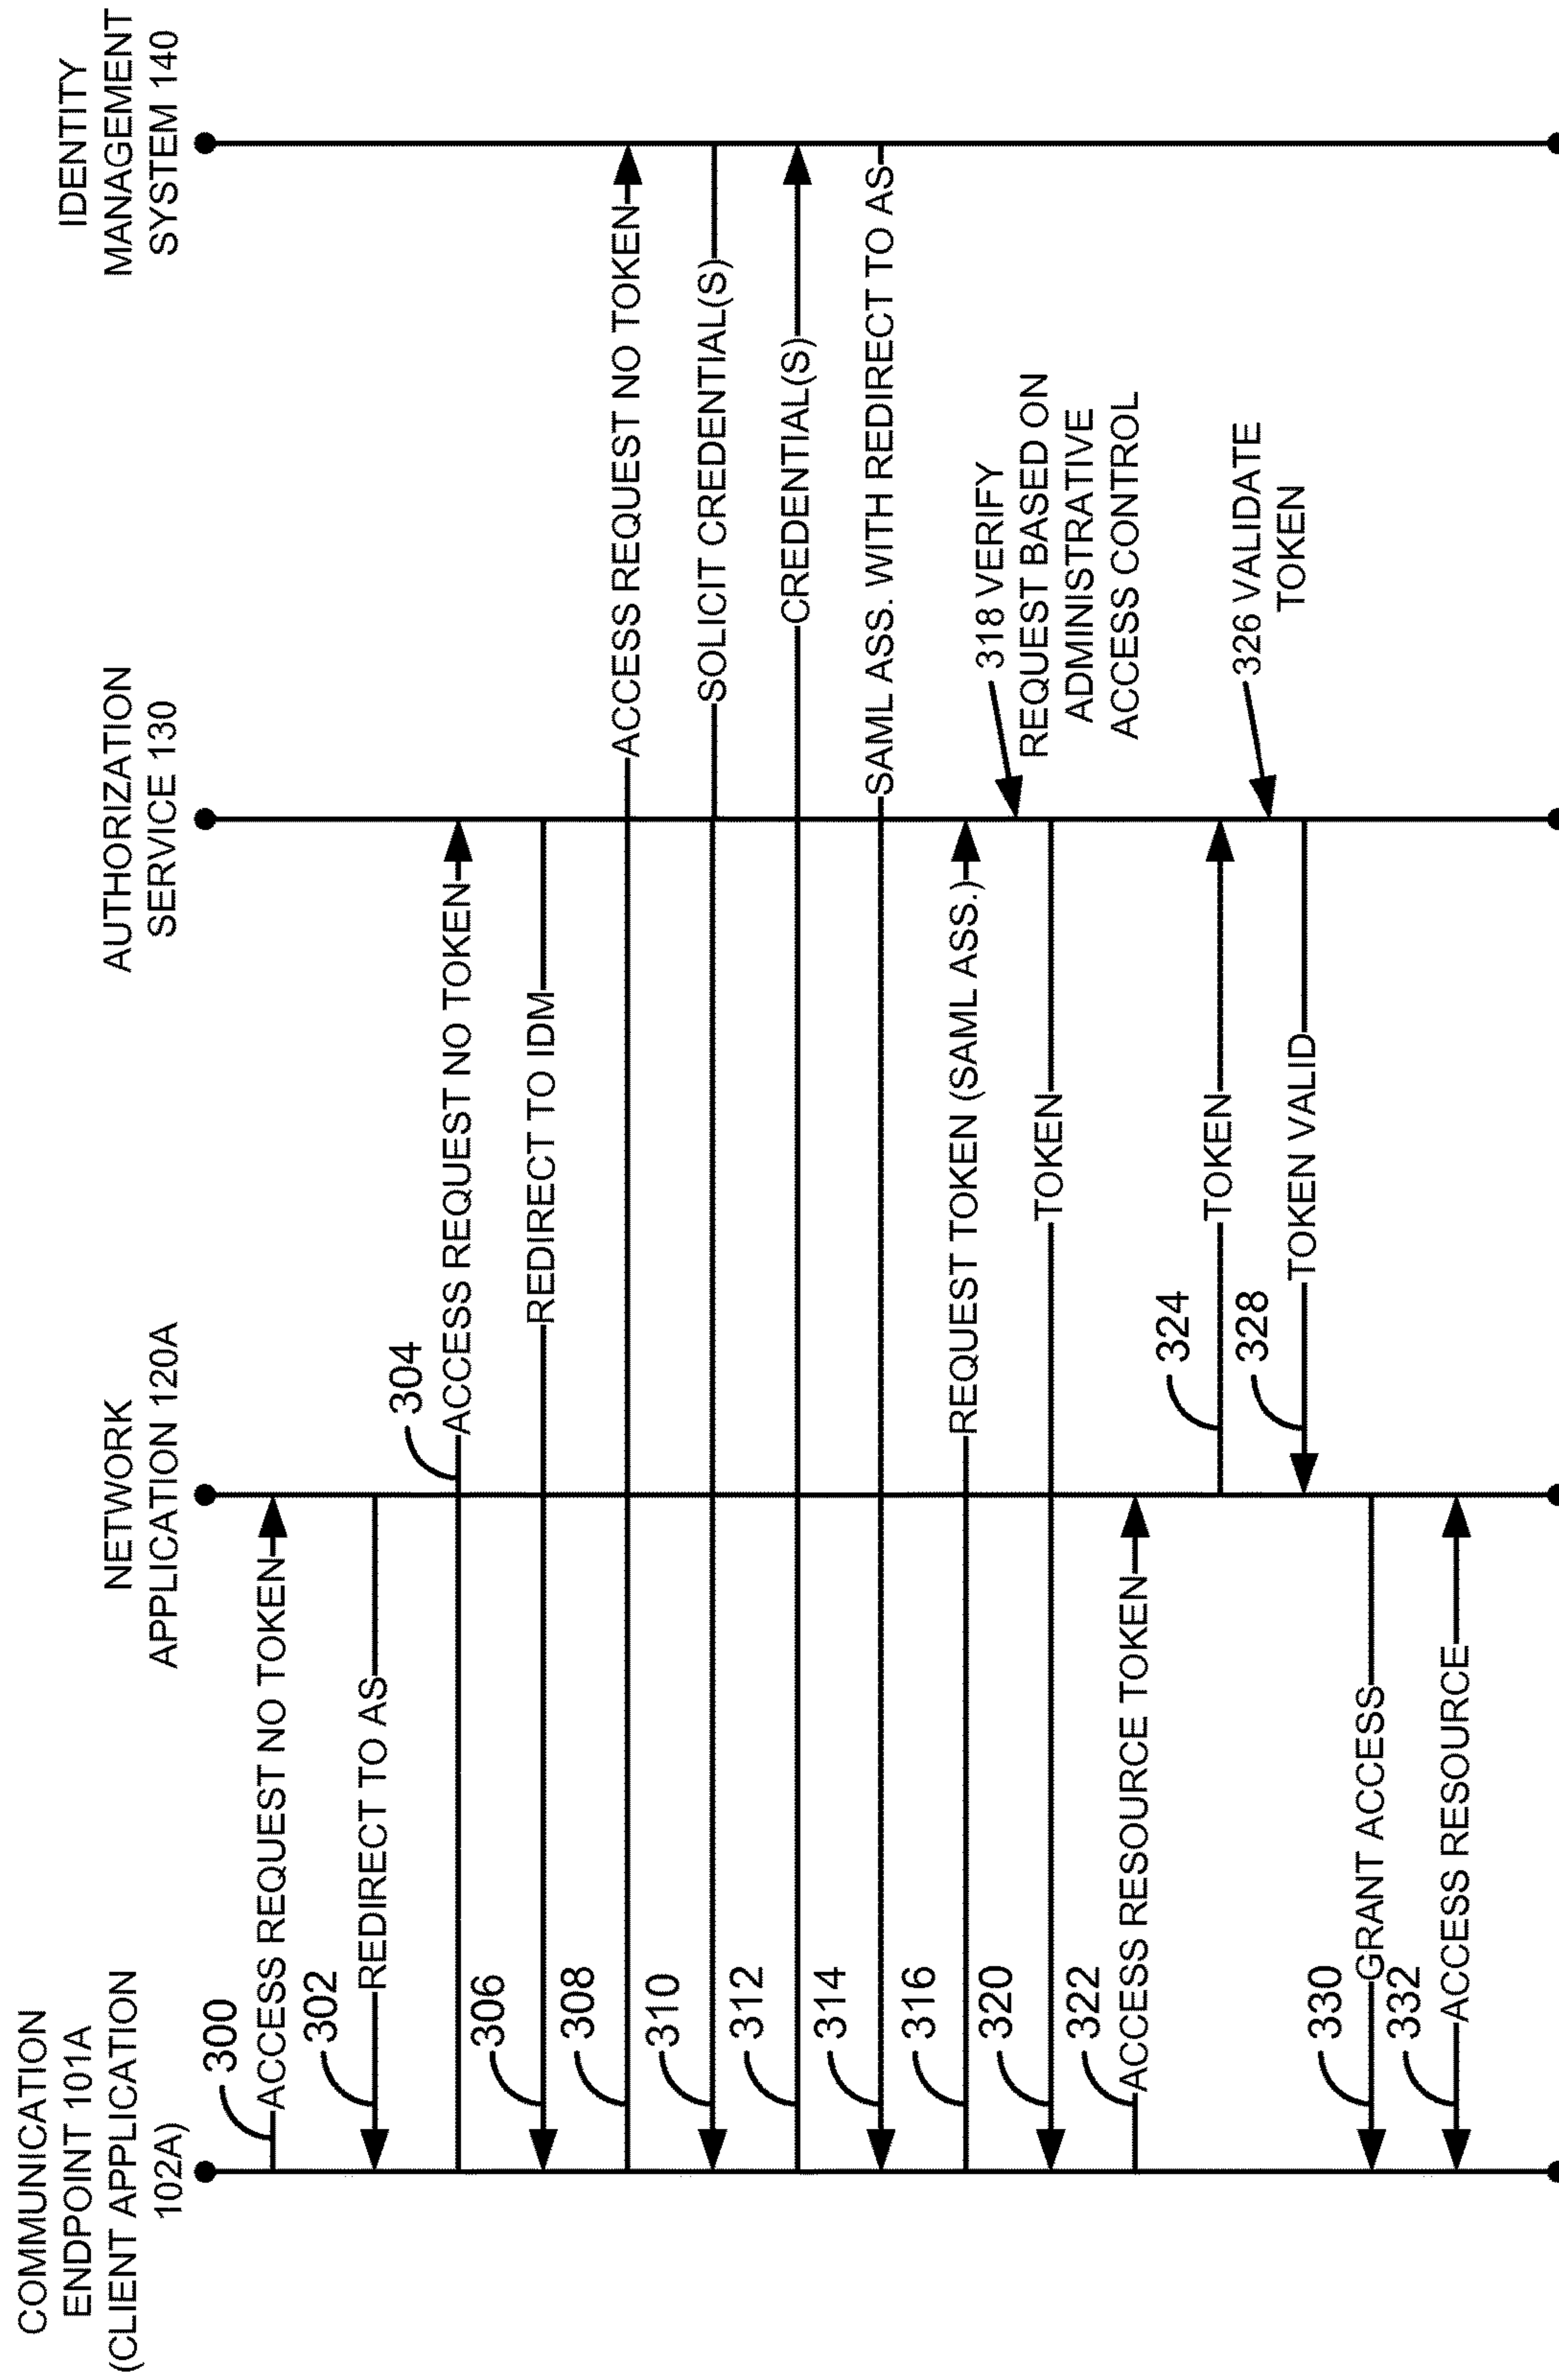 COMMUNICATION
ENDPOINT 101A
(CLIENT APPLICATION
102A)
NETWORK
APPLICATION 120A
AUTHORIZATION
SERVICE 130
IDENTITY
MANAGEMENT
SYSTEM 140
300
ACCESS REQUEST NO TOKEN
302
REDIRECT TO AS
304
ACCESS REQUEST NO TOKEN
306
REDIRECT TO IDM
308
ACCESS REQUEST NO TOKEN
310
SOLICIT CREDENTIAL(S)
312
CREDENTIAL(S)
314
SAML ASS. WITH REDIRECT TO AS
316
REQUEST TOKEN (SAML ASS.)
318 VERIFY
REQUEST BASED ON
ADMINISTRATIVE
ACCESS CONTROL
320
TOKEN
322
ACCESS RESOURCE TOKEN
324
TOKEN
326 VALIDATE
TOKEN
328
TOKEN VALID
330
GRANT ACCESS
332
ACCESS RESOURCE